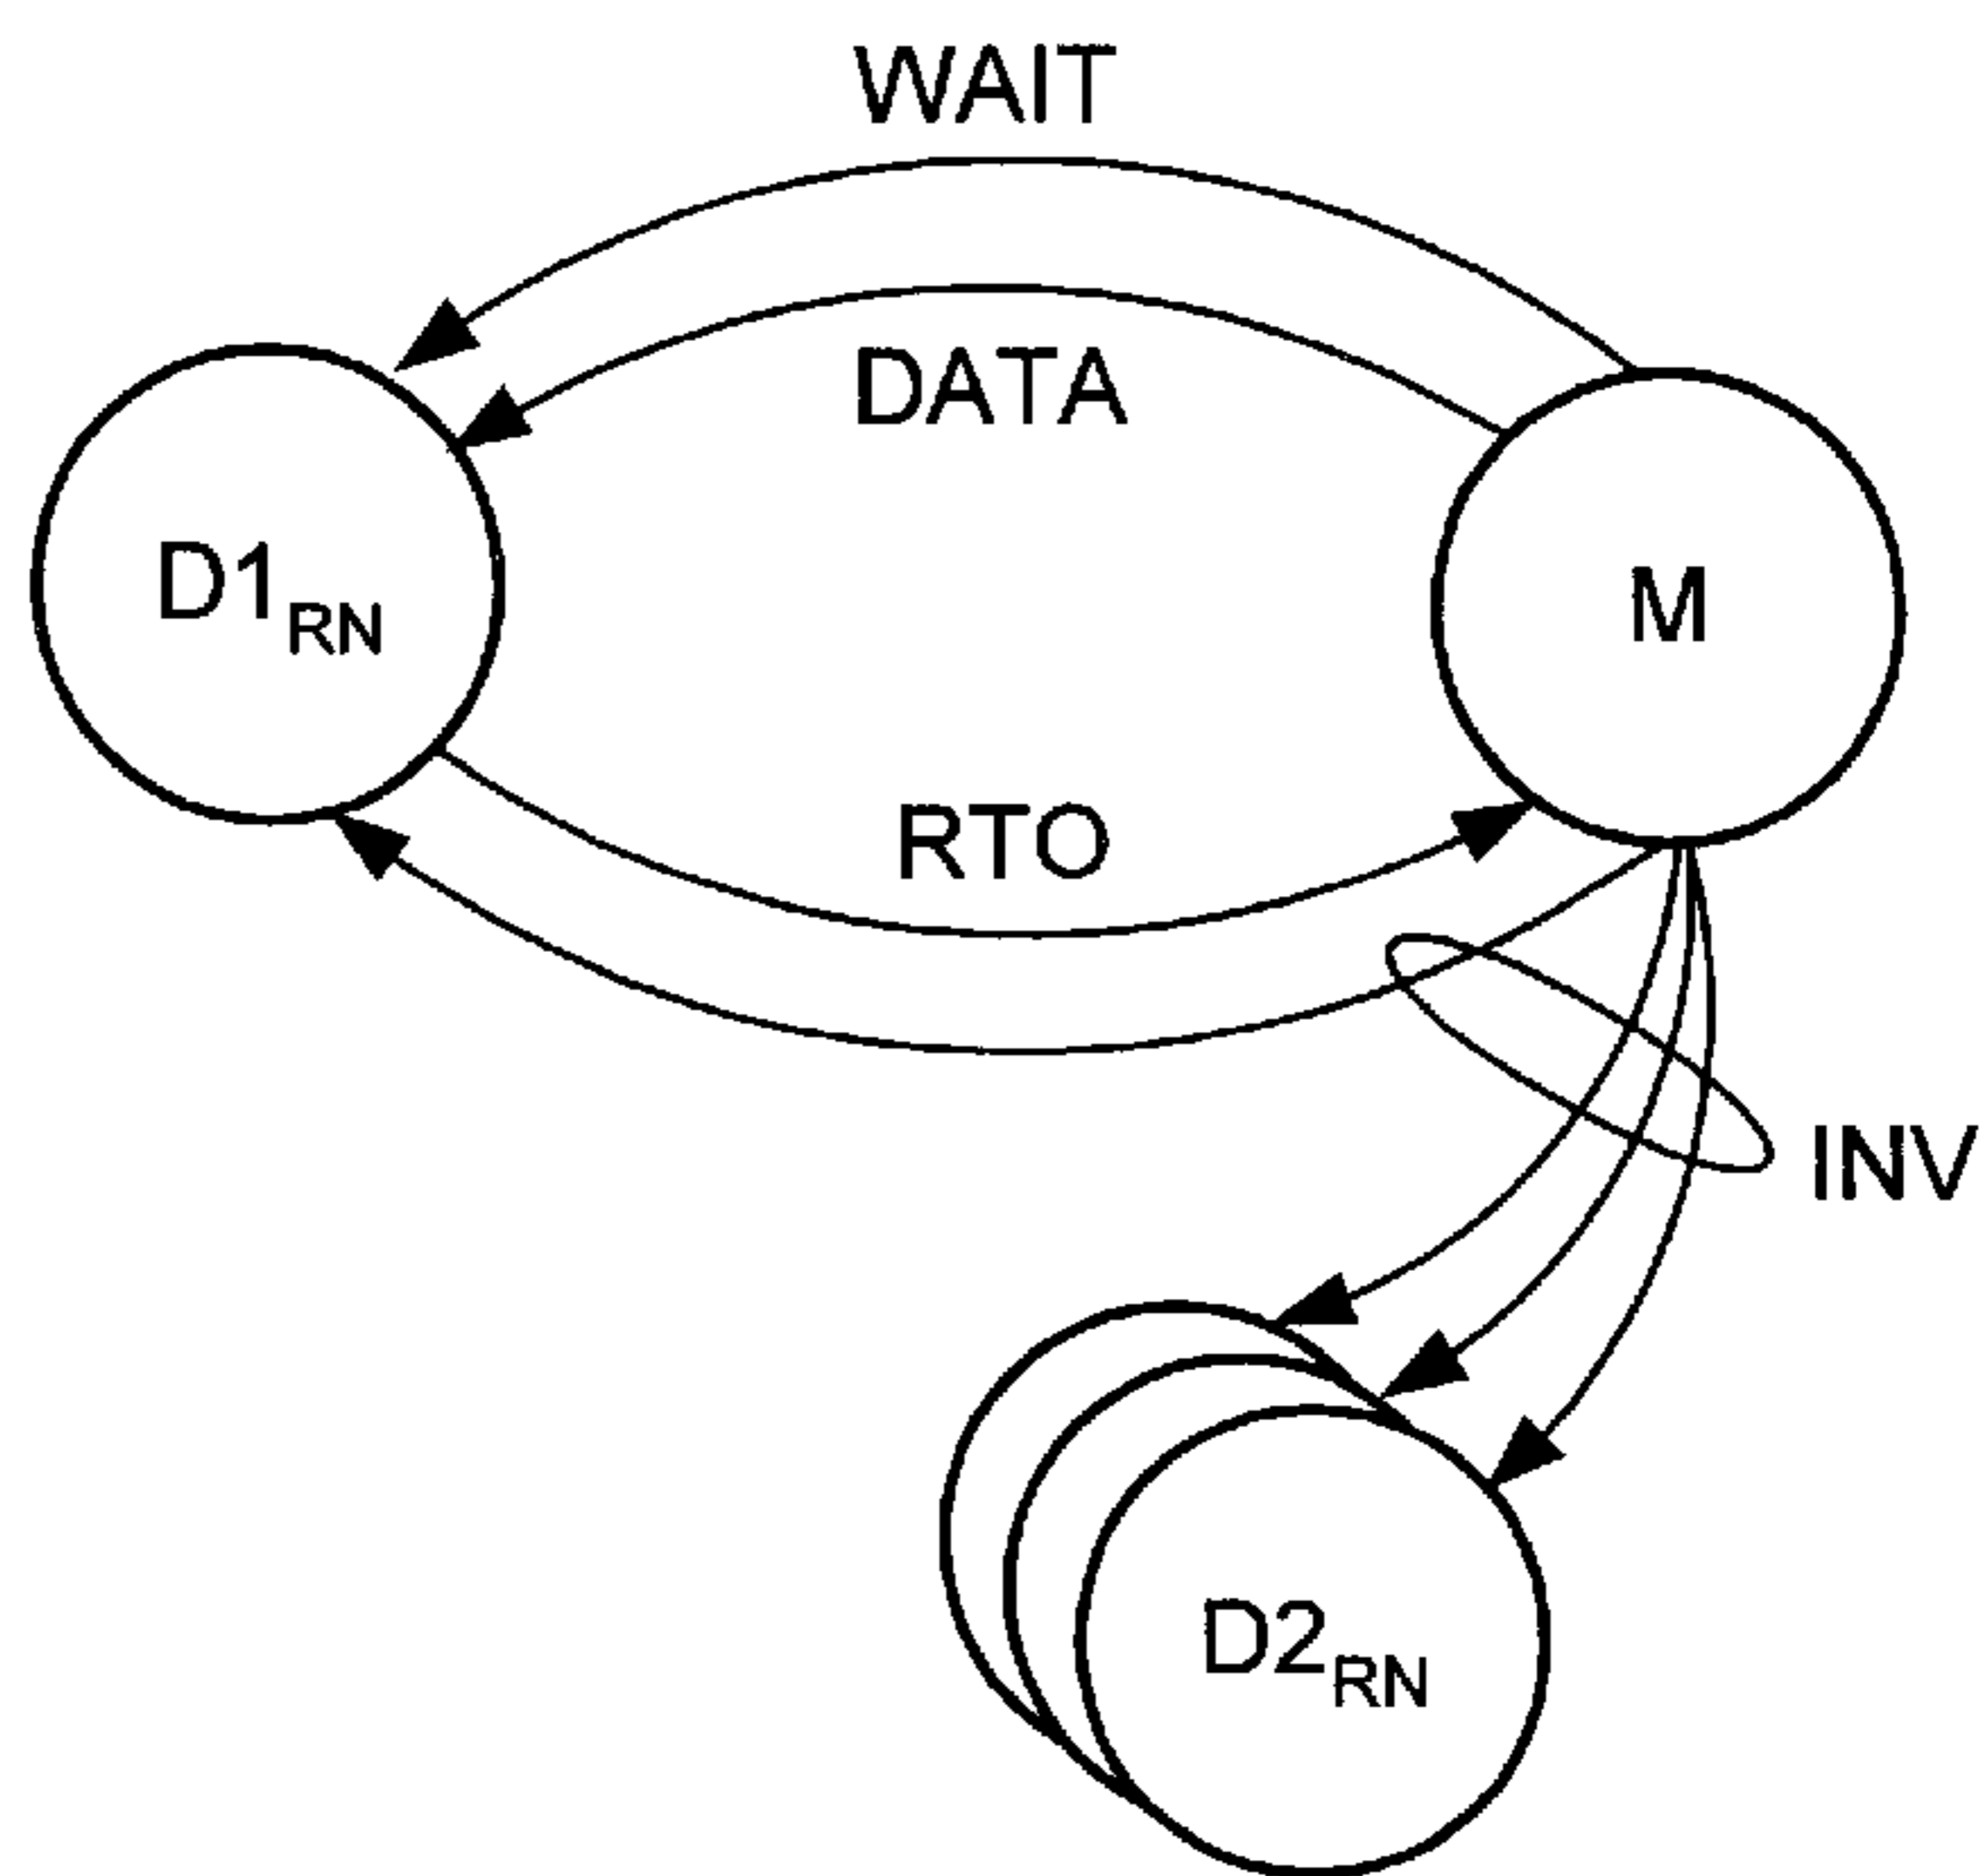 WAIT
DATA
D1RN
M
RTO
INV
D2RN